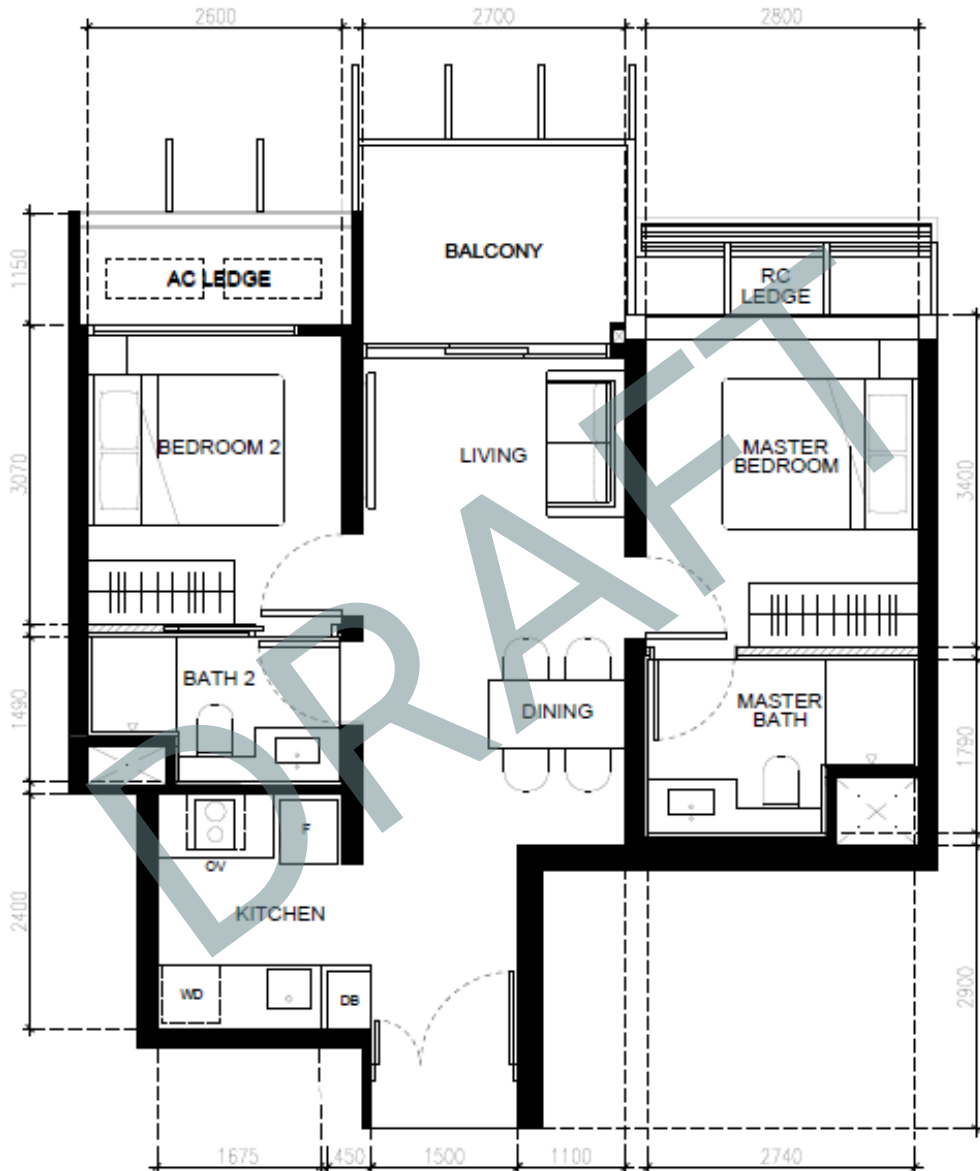 2600
2700
2800
1150
BALCONY
AC LEDGE
RC
LEDGE
BEDROOM 2
LIVING
MASTER
BEDROOM
3070
3400
BATH 2
DINING
MASTER
BATH
1490
1790
F
OV
KITCHEN
2400
WD
DB
2900
1675
450
1500
1100
2740
DRAFT